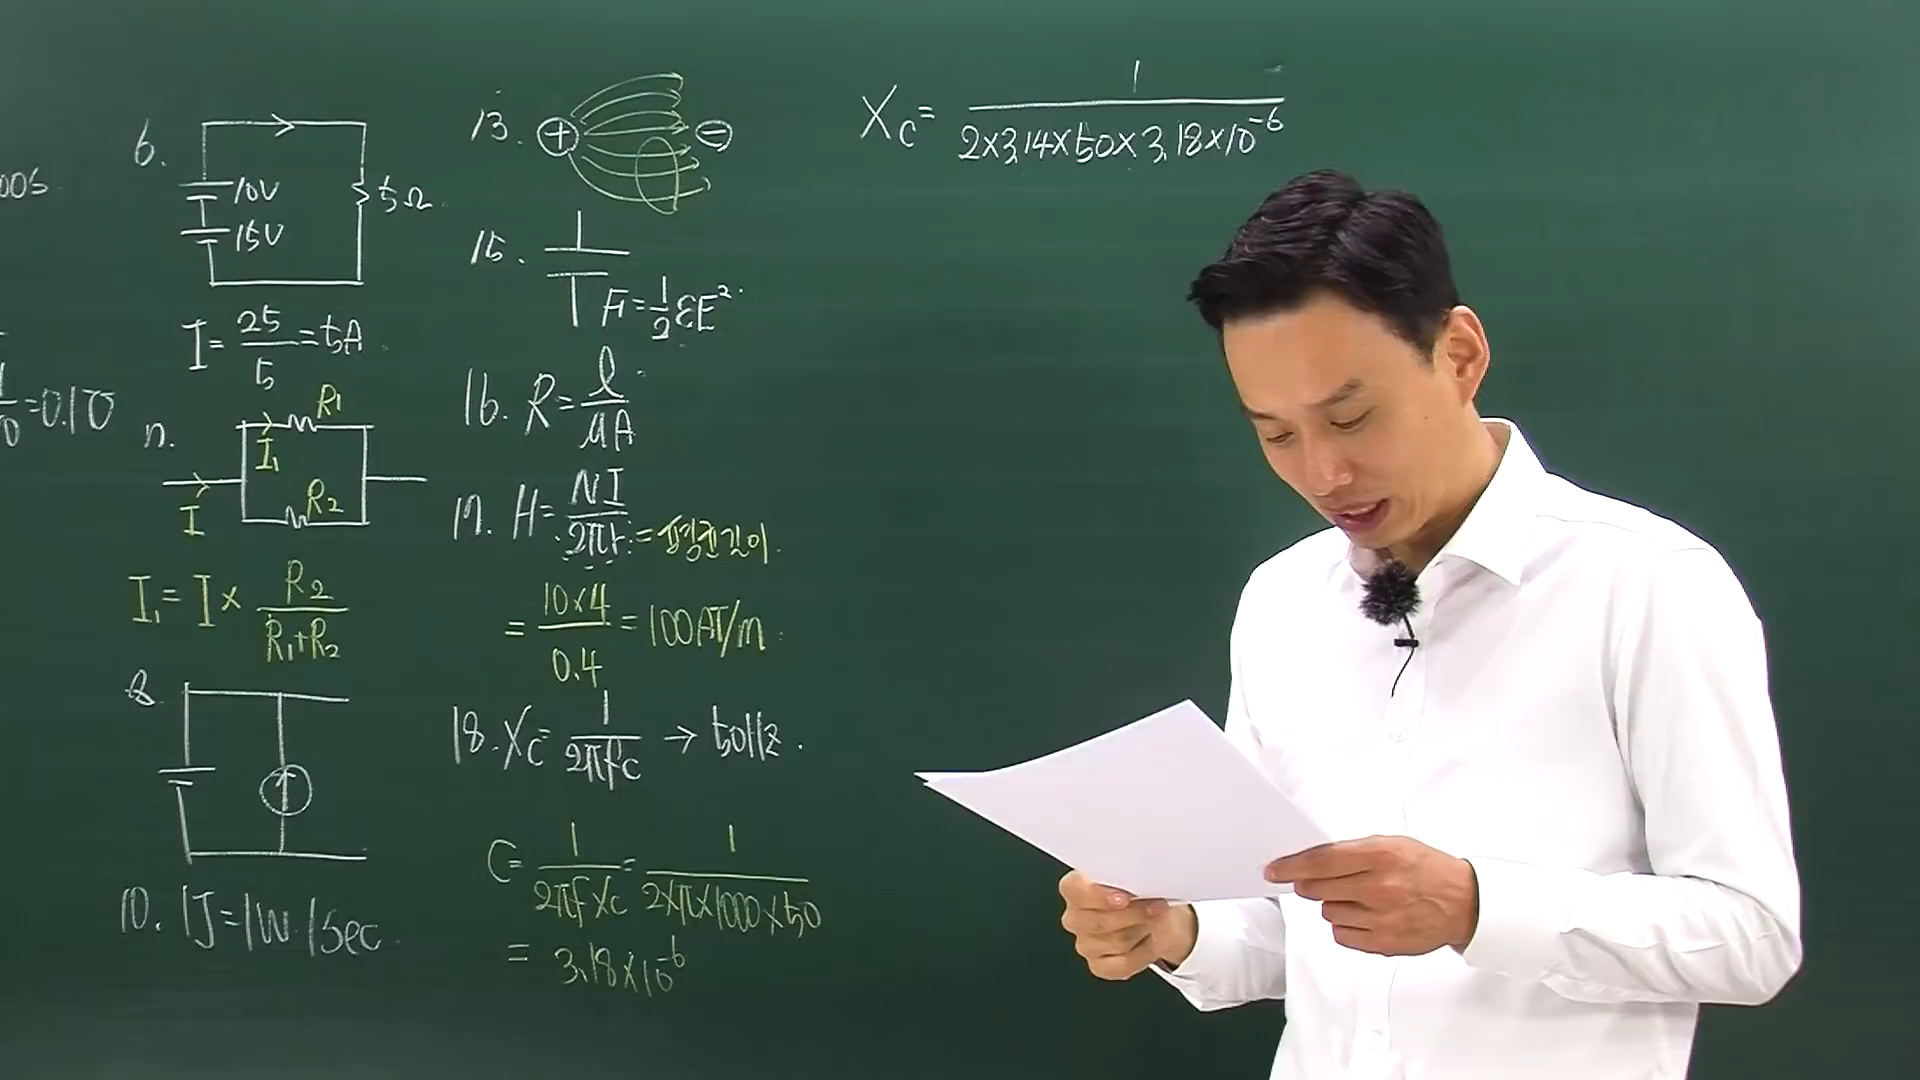 00s
=0.1℧
6.
10V
15V
5Ω
I=25/5=5A
7.
I₁
R₁
I
R₂
I₁=I×R₂/(R₁+R₂)
8.
10. 1J=1W·1sec
13. + −
15. F=1/2 εE²
16. R=l/μA
17. H=NI/2πr=평균길이
=10×4/0.4=100AT/m
18. Xc=1/2πfc → 50Hz.
C=1/2πfXc=1/2×π×1000×50
=3.18×10⁻⁶
Xc=1/2×3.14×50×3.18×10⁻⁶